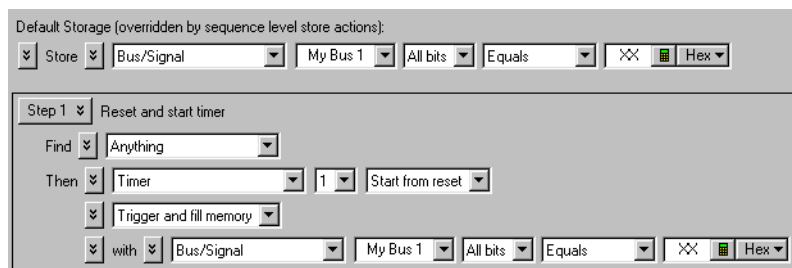 Default Storage (overridden by sequence level store actions):
Store Bus/Signal My Bus 1 All bits Equals XX Hex
Step 1 Reset and start timer
Find Anything
Then Timer 1 Start from reset
Trigger and fill memory
with Bus/Signal My Bus 1 All bits Equals XX Hex